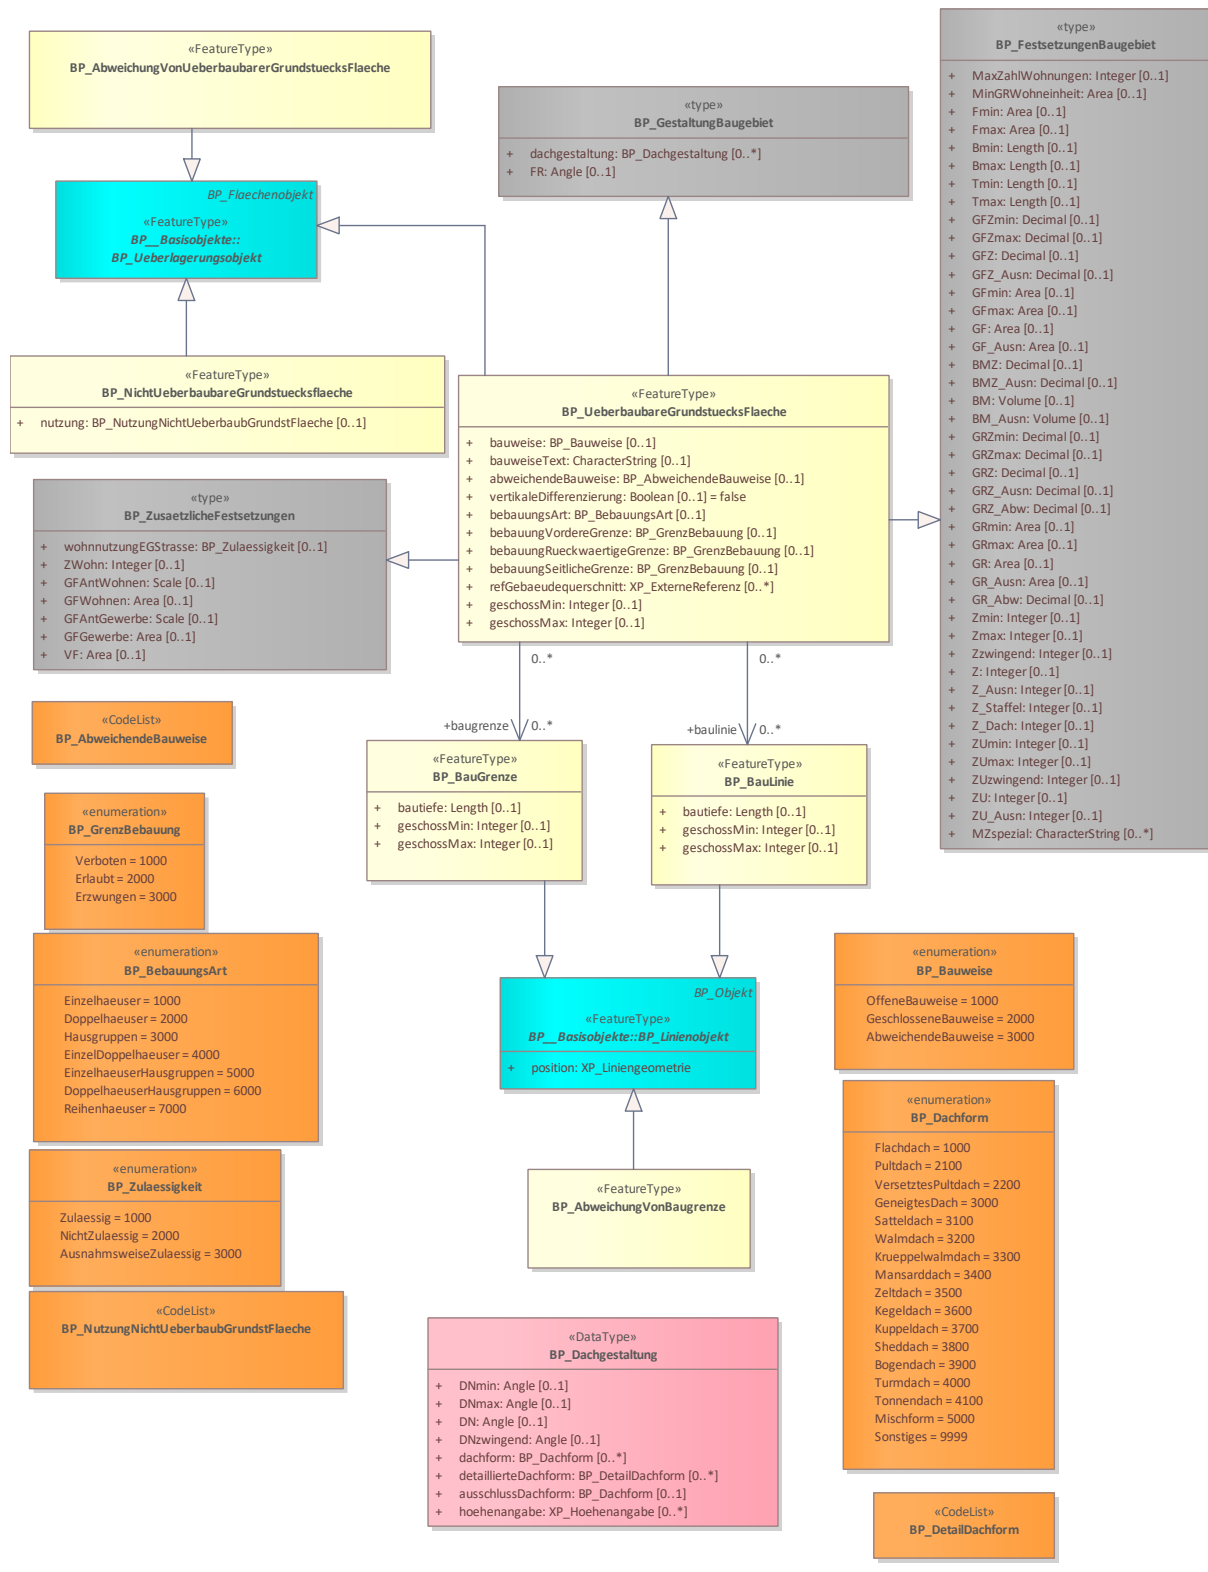 «FeatureType»
BP_AbweichungVonUeberbaubarerGrundstuecksFlaeche
BP_Flaechenobjekt
«FeatureType»
BP__Basisobjekte::
BP_Ueberlagerungsobjekt
«FeatureType»
BP_NichtUeberbaubareGrundstuecksflaeche
+ nutzung: BP_NutzungNichtUeberbaubGrundstFlaeche [0..1]
«type»
BP_GestaltungBaugebiet
+ dachgestaltung: BP_Dachgestaltung [0..*]
+ FR: Angle [0..1]
«type»
BP_FestsetzungenBaugebiet
+ MaxZahlWohnungen: Integer [0..1]
+ MinGRWohneinheit: Area [0..1]
+ Fmin: Area [0..1]
+ Fmax: Area [0..1]
+ Bmin: Length [0..1]
+ Bmax: Length [0..1]
+ Tmin: Length [0..1]
+ Tmax: Length [0..1]
+ GFZmin: Decimal [0..1]
+ GFZmax: Decimal [0..1]
+ GFZ: Decimal [0..1]
+ GFZ_Ausn: Decimal [0..1]
+ GFmin: Area [0..1]
+ GFmax: Area [0..1]
+ GF: Area [0..1]
+ GF_Ausn: Area [0..1]
+ BMZ: Decimal [0..1]
+ BMZ_Ausn: Decimal [0..1]
+ BM: Volume [0..1]
+ BM_Ausn: Volume [0..1]
+ GRZmin: Decimal [0..1]
+ GRZmax: Decimal [0..1]
+ GRZ: Decimal [0..1]
+ GRZ_Ausn: Decimal [0..1]
+ GRZ_Abw: Decimal [0..1]
+ GRmin: Area [0..1]
+ GRmax: Area [0..1]
+ GR: Area [0..1]
+ GR_Ausn: Area [0..1]
+ GR_Abw: Decimal [0..1]
+ Zmin: Integer [0..1]
+ Zmax: Integer [0..1]
+ Zzwingend: Integer [0..1]
+ Z: Integer [0..1]
+ Z_Ausn: Integer [0..1]
+ Z_Staffel: Integer [0..1]
+ Z_Dach: Integer [0..1]
+ ZUmin: Integer [0..1]
+ ZUmax: Integer [0..1]
+ ZUzwingend: Integer [0..1]
+ ZU: Integer [0..1]
+ ZU_Ausn: Integer [0..1]
+ MZspezial: CharacterString [0..*]
«FeatureType»
BP_UeberbaubareGrundstuecksFlaeche
+ bauweise: BP_Bauweise [0..1]
+ bauweiseText: CharacterString [0..1]
+ abweichendeBauweise: BP_AbweichendeBauweise [0..1]
+ vertikaleDifferenzierung: Boolean [0..1] = false
+ bebauungsArt: BP_BebauungsArt [0..1]
+ bebauungVordereGrenze: BP_GrenzBebauung [0..1]
+ bebauungRueckwaertigeGrenze: BP_GrenzBebauung [0..1]
+ bebauungSeitlicheGrenze: BP_GrenzBebauung [0..1]
+ refGebaeudequerschnitt: XP_ExterneReferenz [0..*]
+ geschossMin: Integer [0..1]
+ geschossMax: Integer [0..1]
«type»
BP_ZusaetzlicheFestsetzungen
+ wohnnutzungEGStrasse: BP_Zulaessigkeit [0..1]
+ ZWohn: Integer [0..1]
+ GFAntWohnen: Scale [0..1]
+ GFWohnen: Area [0..1]
+ GFAntGewerbe: Scale [0..1]
+ GFGewerbe: Area [0..1]
+ VF: Area [0..1]
0..*
0..*
+baugrenze
0..*
+baulinie
0..*
«CodeList»
BP_AbweichendeBauweise
«FeatureType»
BP_BauGrenze
+ bautiefe: Length [0..1]
+ geschossMin: Integer [0..1]
+ geschossMax: Integer [0..1]
«FeatureType»
BP_BauLinie
+ bautiefe: Length [0..1]
+ geschossMin: Integer [0..1]
+ geschossMax: Integer [0..1]
«enumeration»
BP_GrenzBebauung
Verboten = 1000
Erlaubt = 2000
Erzwungen = 3000
«enumeration»
BP_BebauungsArt
Einzelhaeuser = 1000
Doppelhaeuser = 2000
Hausgruppen = 3000
EinzelDoppelhaeuser = 4000
EinzelhaeuserHausgruppen = 5000
DoppelhaeuserHausgruppen = 6000
Reihenhaeuser = 7000
BP_Objekt
«FeatureType»
BP__Basisobjekte::BP_Linienobjekt
+ position: XP_Liniengeometrie
«enumeration»
BP_Bauweise
OffeneBauweise = 1000
GeschlosseneBauweise = 2000
AbweichendeBauweise = 3000
«enumeration»
BP_Dachform
Flachdach = 1000
Pultdach = 2100
VersetztesPultdach = 2200
GeneigtesDach = 3000
Satteldach = 3100
Walmdach = 3200
Krueppelwalmdach = 3300
Mansarddach = 3400
Zeltdach = 3500
Kegeldach = 3600
Kuppeldach = 3700
Sheddach = 3800
Bogendach = 3900
Turmdach = 4000
Tonnendach = 4100
Mischform = 5000
Sonstiges = 9999
«enumeration»
BP_Zulaessigkeit
Zulaessig = 1000
NichtZulaessig = 2000
AusnahmsweiseZulaessig = 3000
«FeatureType»
BP_AbweichungVonBaugrenze
«CodeList»
BP_NutzungNichtUeberbaubGrundstFlaeche
«DataType»
BP_Dachgestaltung
+ DNmin: Angle [0..1]
+ DNmax: Angle [0..1]
+ DN: Angle [0..1]
+ DNzwingend: Angle [0..1]
+ dachform: BP_Dachform [0..*]
+ detaillierteDachform: BP_DetailDachform [0..*]
+ ausschlussDachform: BP_Dachform [0..1]
+ hoehenangabe: XP_Hoehenangabe [0..*]
«CodeList»
BP_DetailDachform